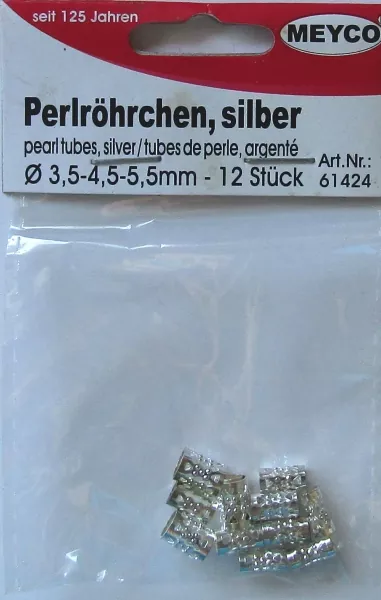 seit 125 Jahren
MEYCO
Perlröhrchen, silber
pearl tubes, silver/tubes de perle, argenté
Ø 3,5-4,5-5,5mm - 12 Stück
Art.Nr.:
61424